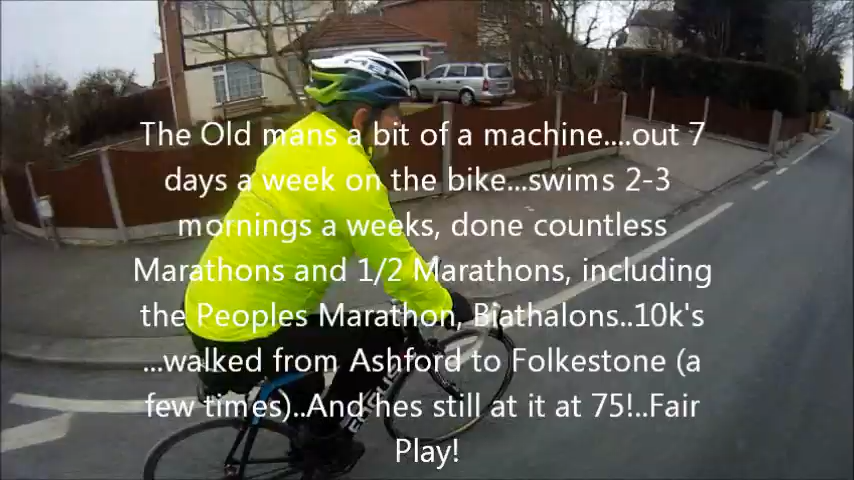 The Old mans a bit of a machine....out 7
days a week on the bike...swims 2-3
mornings a weeks, done countless
Marathons and 1/2 Marathons, including
the Peoples Marathon, Biathalons..10k's
...walked from Ashford to Folkestone (a
few times)..And hes still at it at 75!..Fair
Play!